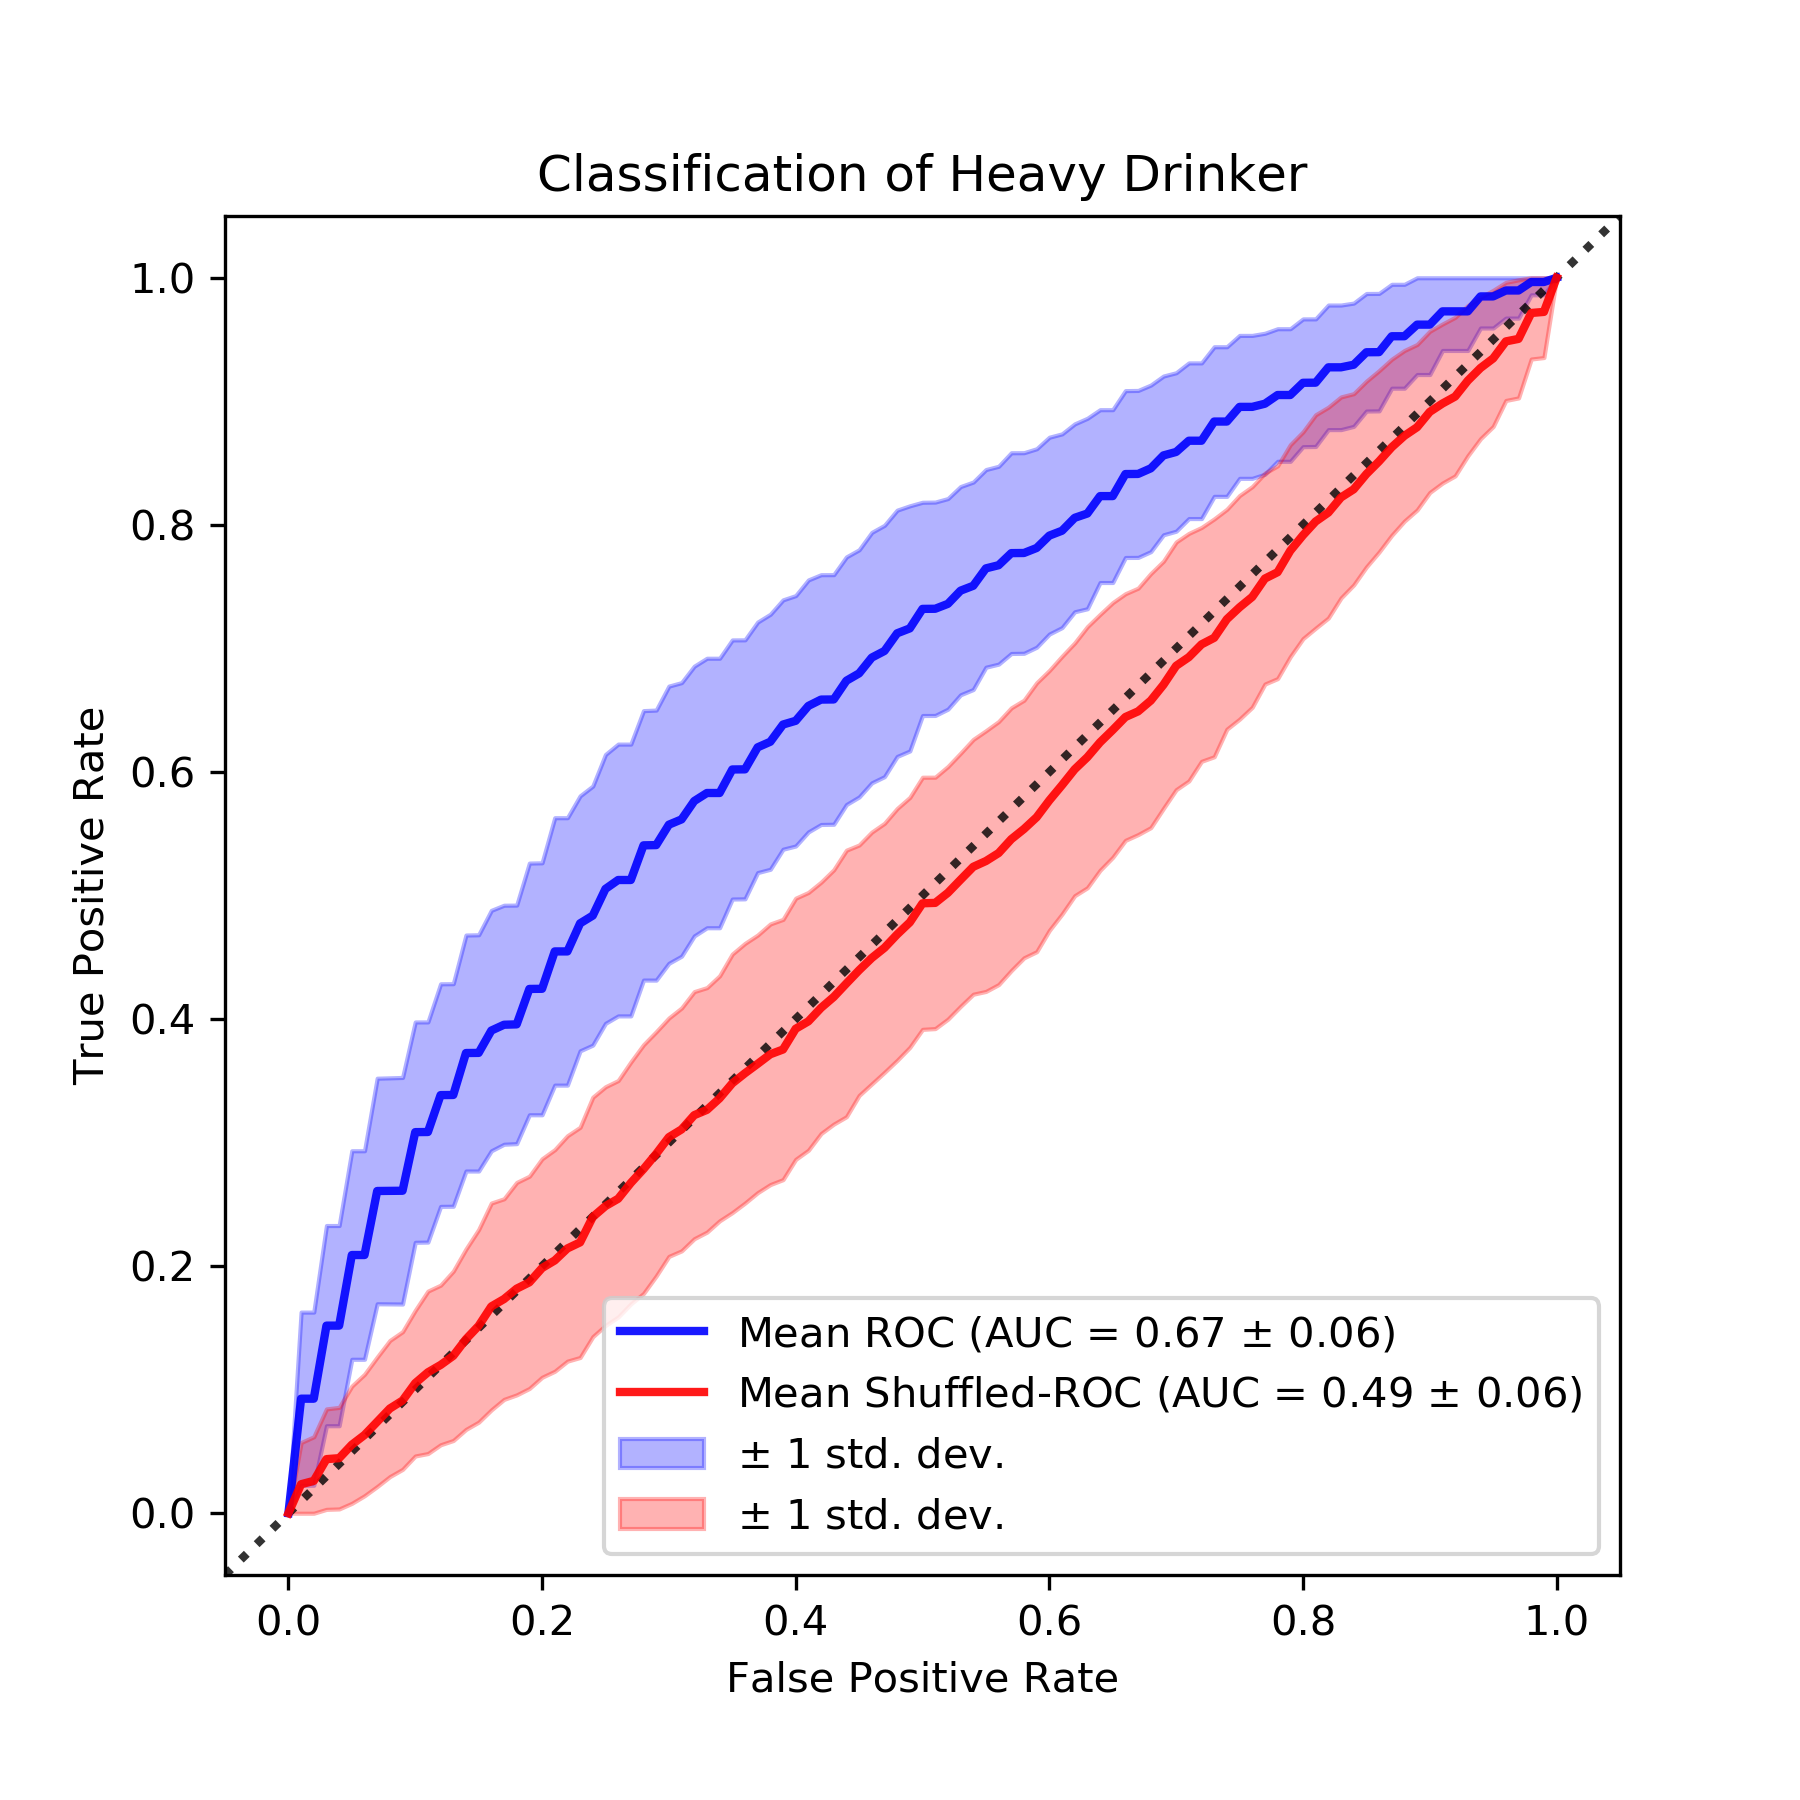 Classification of Heavy Drinker
True Positive Rate
1.0
0.8
0.6
0.4
0.2
0.0
Mean ROC (AUC = 0.67 ± 0.06)
Mean Shuffled-ROC (AUC = 0.49 ± 0.06)
± 1 std. dev.
± 1 std. dev.
0.0 0.2 0.4 0.6 0.8 1.0
False Positive Rate